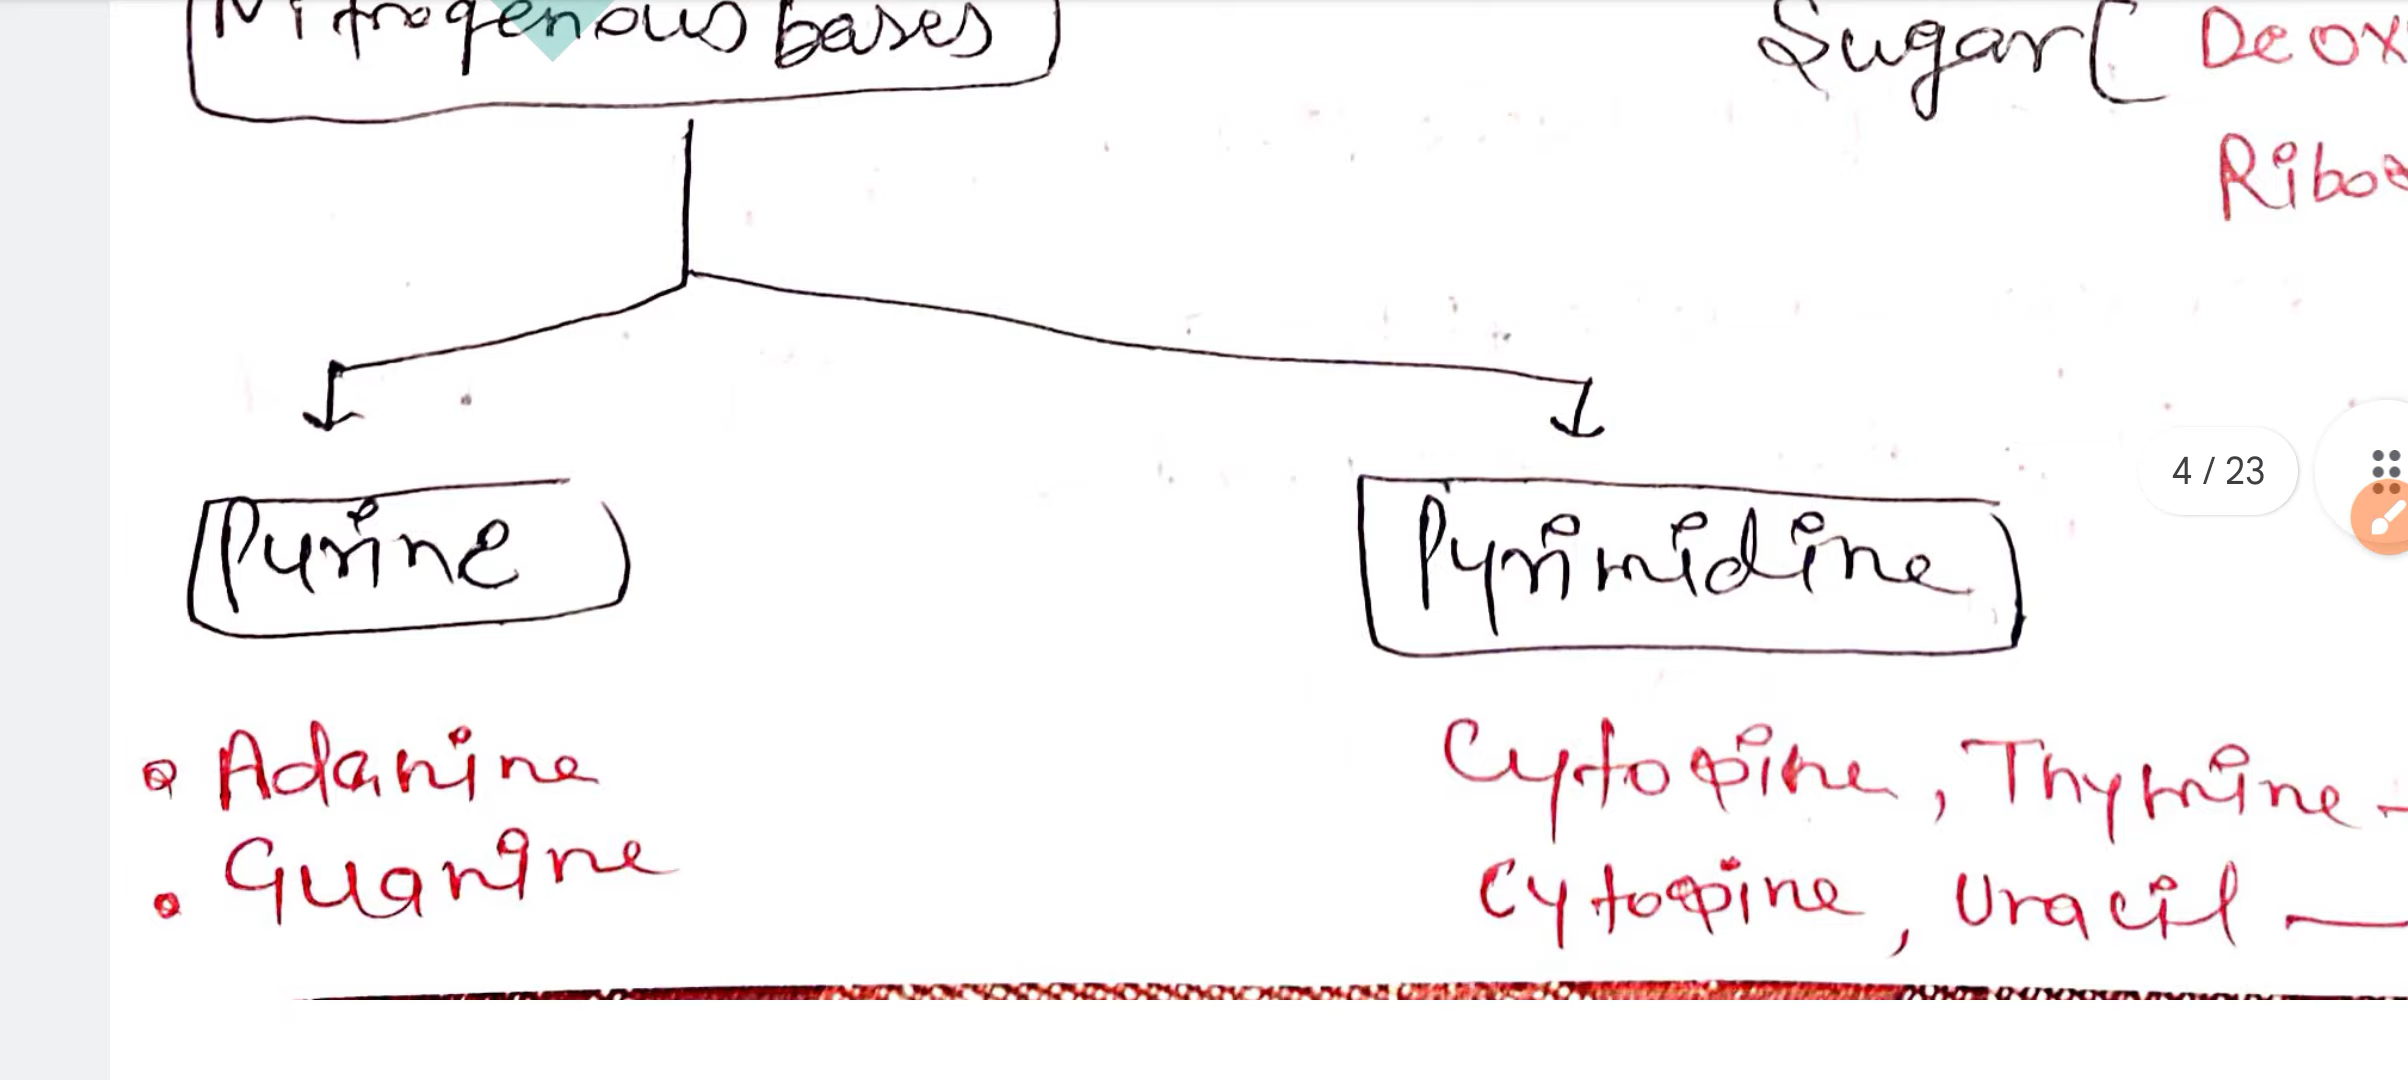 Nitrogenous bases
Sugar [ Deox
Ribo
4 / 23
Purine
Pyrimidine
Adanine
Cytosine, Thymine -
Guanine
Cytosine, Uracil —